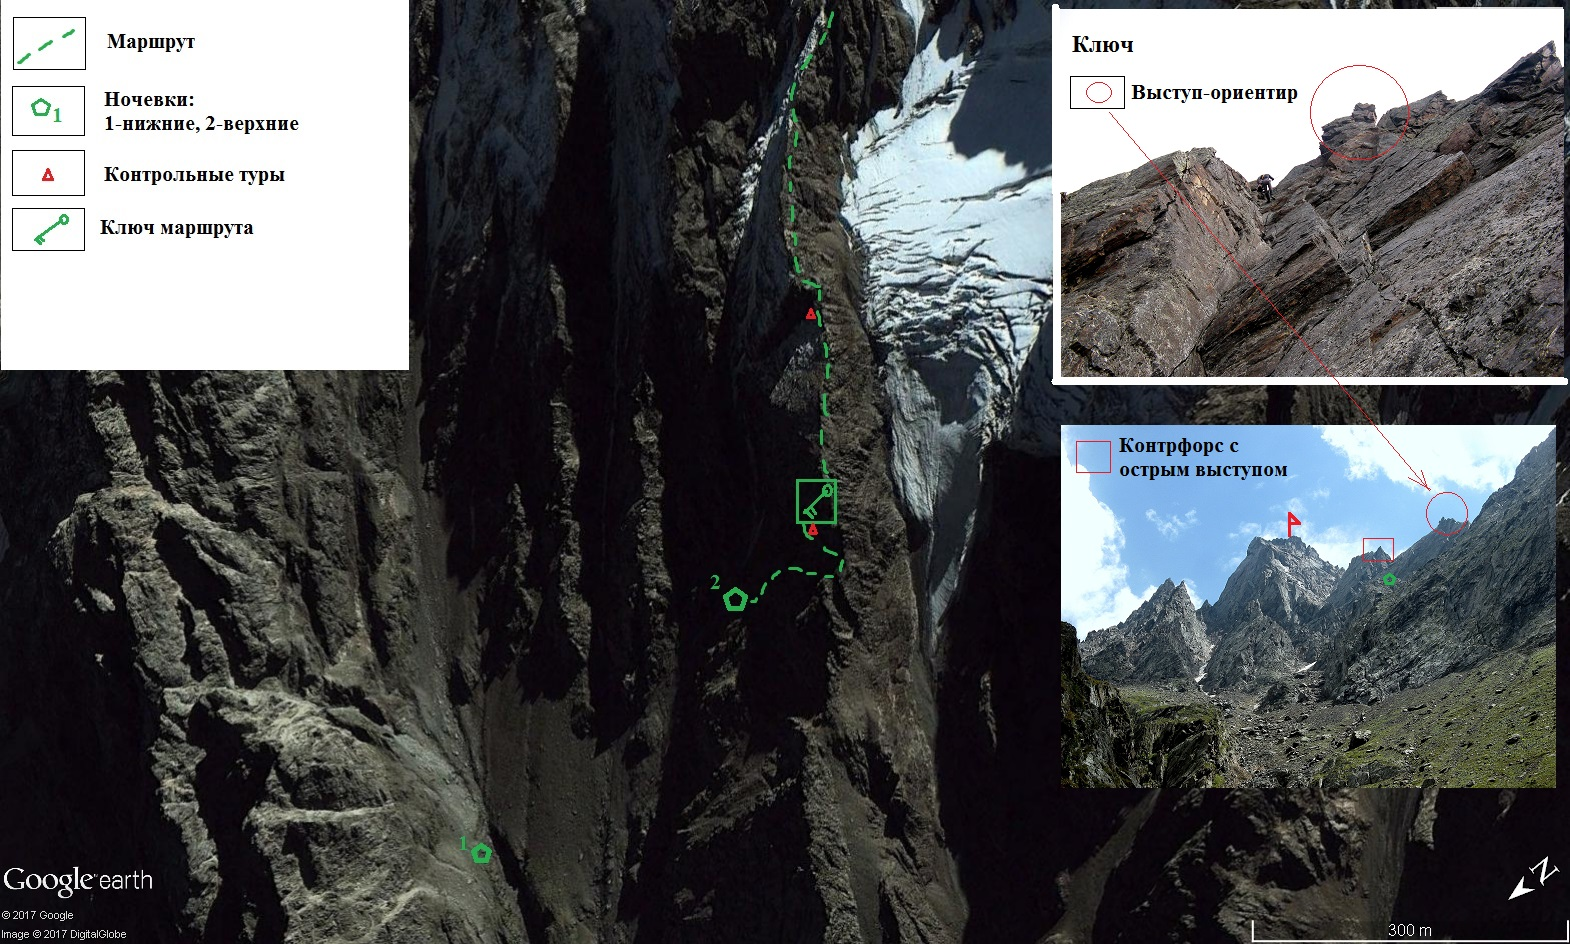 Маршрут
1
Ночевки:
1-нижние, 2-верхние
Контрольные туры
Ключ маршрута
Ключ
Выступ-ориентир
Контрфорс с
острым выступом
2
1
Google earth
© 2017 Google
Image © 2017 DigitalGlobe
N
300 m